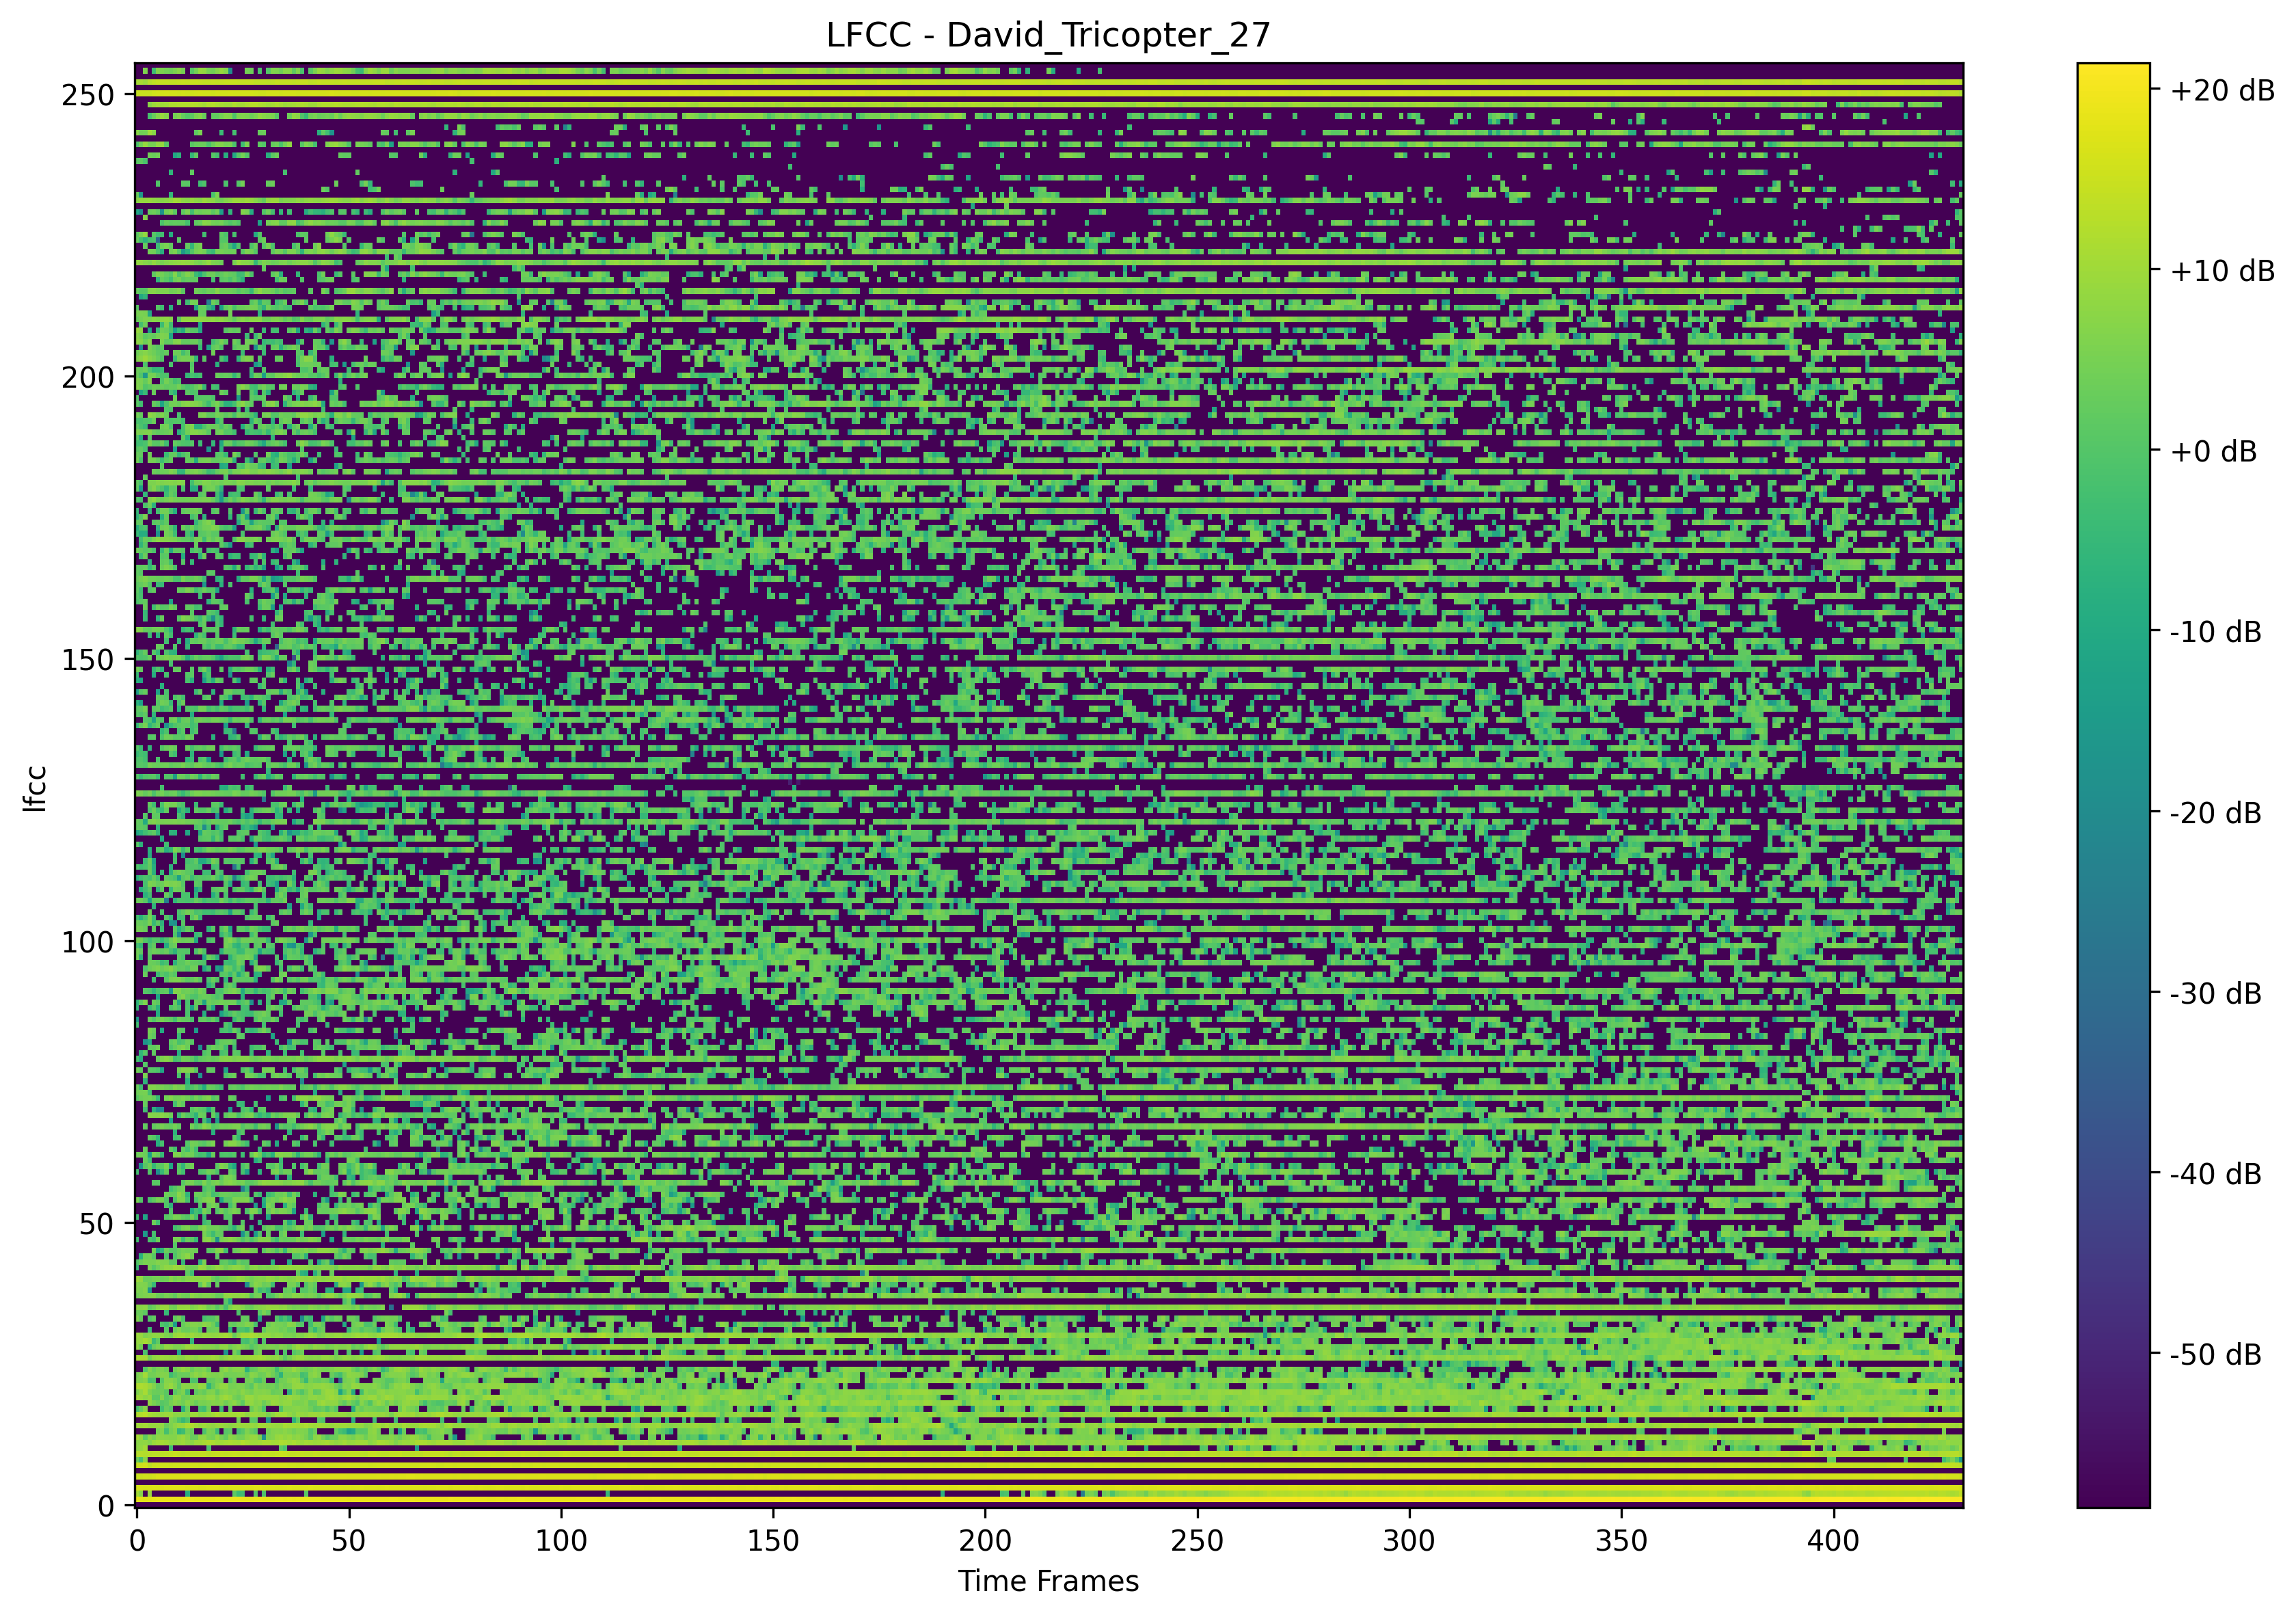 LFCC - David_Tricopter_27
250
200
150
100
50
0
lfcc
0 50 100 150 200 250 300 350 400
Time Frames
+20 dB
+10 dB
+0 dB
-10 dB
-20 dB
-30 dB
-40 dB
-50 dB